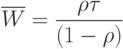 \overline{W} = \frac{\rho\tau}{(1 - \rho)}